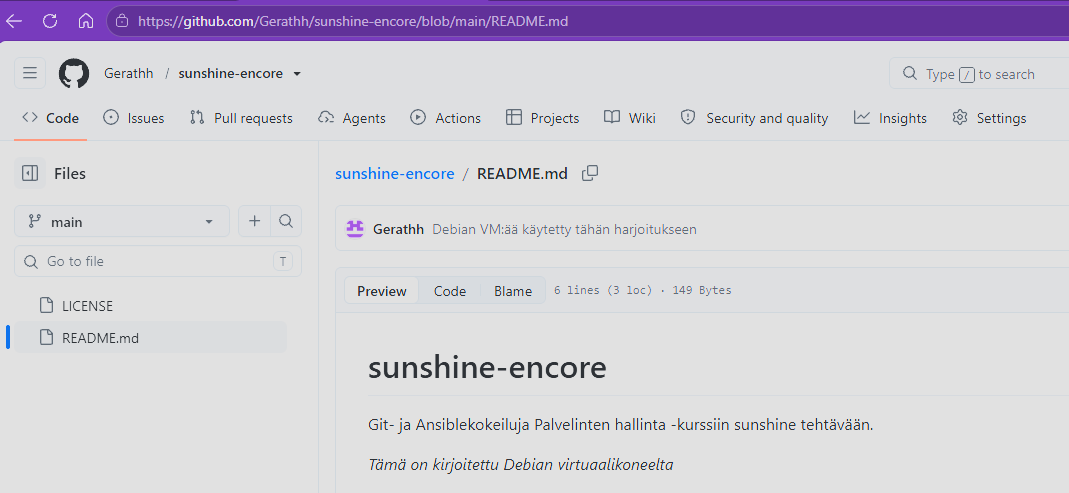 https://github.com/Gerathh/sunshine-encore/blob/main/README.md
Gerathh / sunshine-encore
Type / to search
Code Issues Pull requests Agents Actions Projects Wiki Security and quality Insights Settings
Files
sunshine-encore / README.md
main
Gerathh Debian VM:ää käytetty tähän harjoitukseen
Go to file T
Preview Code Blame 6 lines (3 loc) · 149 Bytes
LICENSE
README.md
sunshine-encore
Git- ja Ansiblekokeiluja Palvelinten hallinta -kurssiin sunshine tehtävään.
Tämä on kirjoitettu Debian virtuaalikoneelta